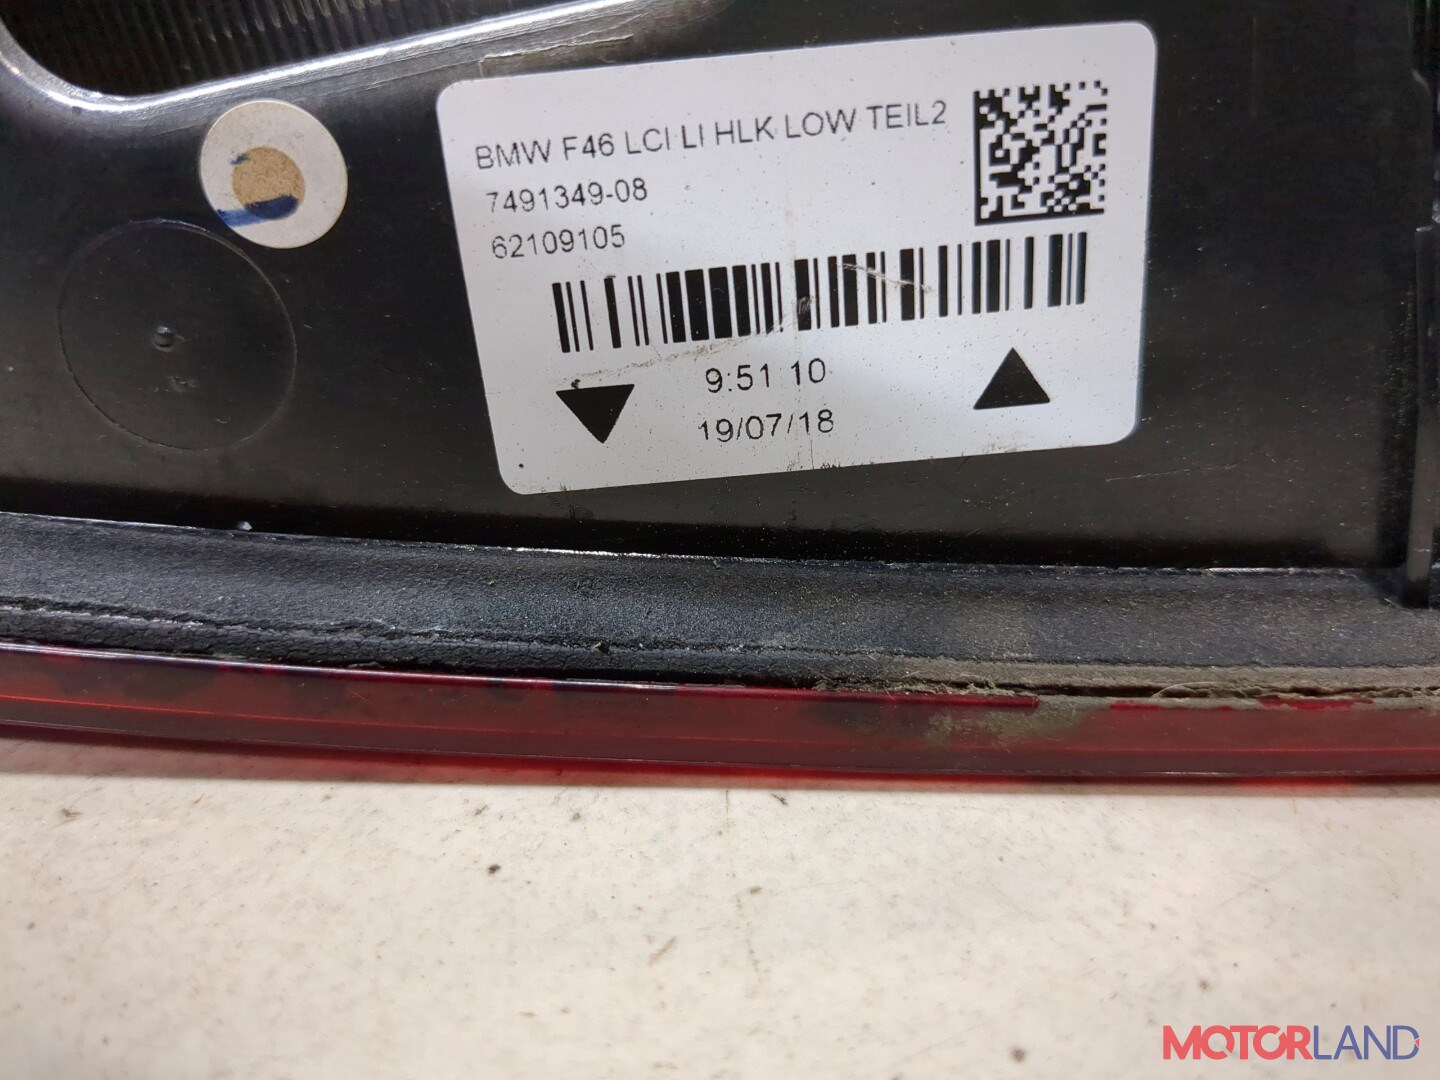 BMW F46 LCI LI HLK LOW TEIL2
7491349-08
62109105
9:51 10
19/07/18
MOTORLAND